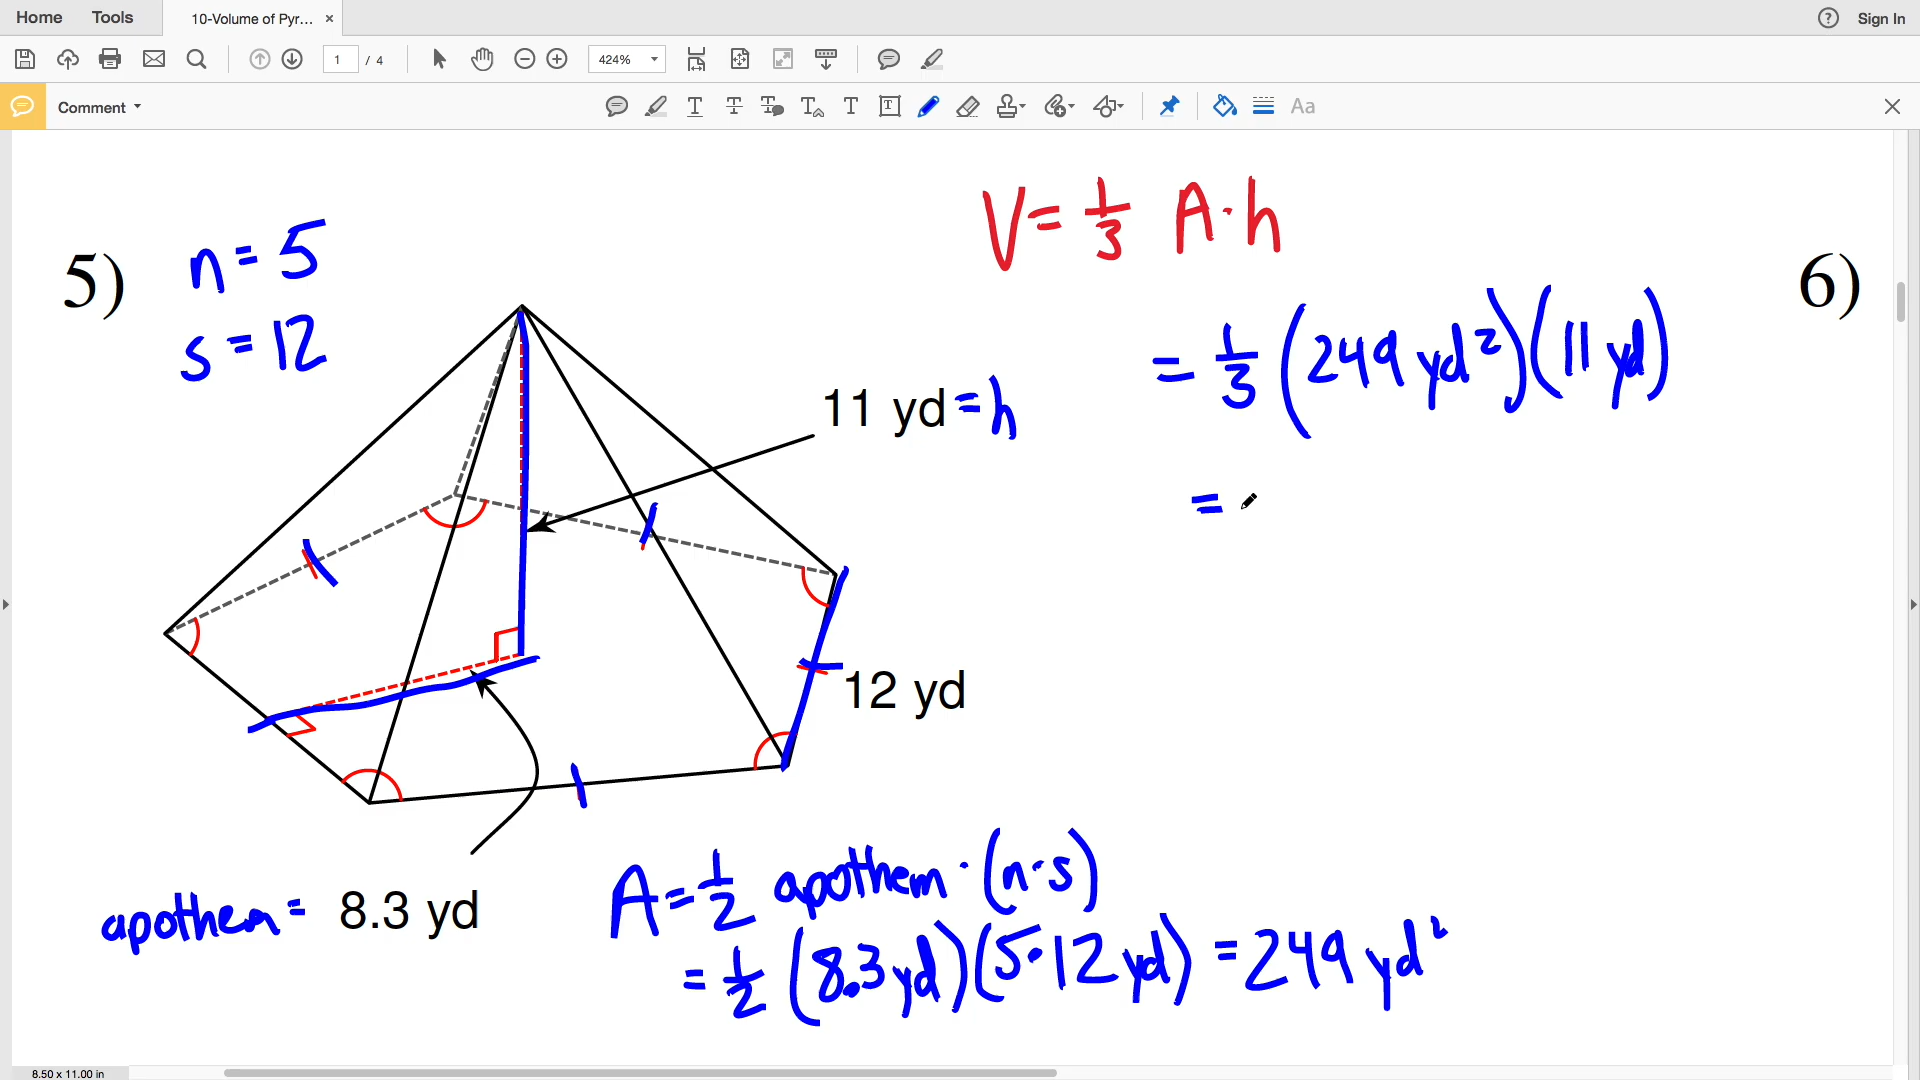 Home Tools 10-Volume of Pyr... × ? Sign In
1 / 4 424%
Comment T T T T T T Aa
5) n = 5
s = 12
V = 1/3 A · h
6)
= 1/3 (249 yd²)(11 yd)
11 yd = h
=
12 yd
apothem = 8.3 yd
A = 1/2 apothem · (n · s)
= 1/2 (8.3 yd)(5 · 12 yd) = 249 yd²
8.50 x 11.00 in